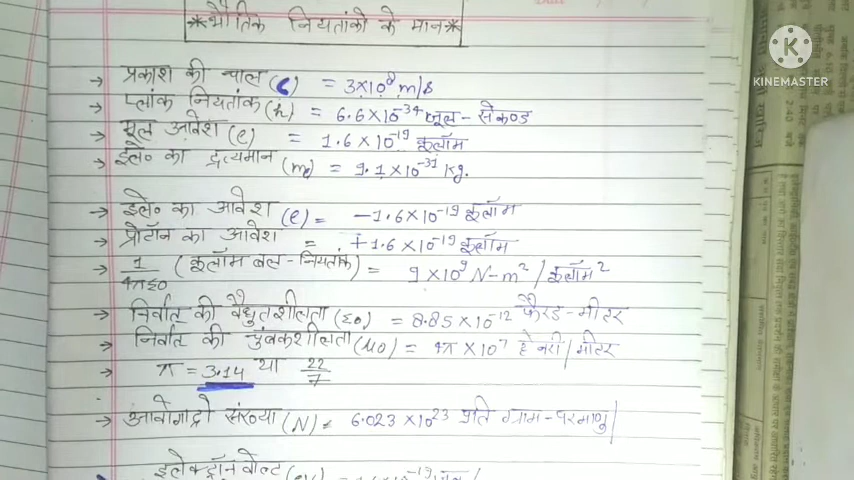 *भौतिक नियतांको के मान*
K
KINEMASTER
→ प्रकाश की चाल (c) = 3×10⁸ m/s
→ प्लांक नियतांक (h) = 6.6×10⁻³⁴ जूल-सेकण्ड
→ मूल आवेश (e) = 1.6×10⁻¹⁹ कूलॉम
→ इले० का द्रव्यमान (me) = 9.1×10⁻³¹ kg.
→ इले० का आवेश (e) = -1.6×10⁻¹⁹ कूलॉम
→ प्रोटॉन का आवेश = +1.6×10⁻¹⁹ कूलॉम
→ 1/4πε0 (कूलॉम बल-नियतांक) = 9×10⁹ N-m²/कूलॉम²
→ निर्वात की वैधुतशीलता (ε0) = 8.85×10⁻¹² फैरड-मीटर
→ निर्वात की चुंबकशीलता (μ0) = 4π×10⁻⁷ हेनरी/मीटर
→ π = 3.14 या 22/7
→ आवोगाद्रो संख्या (N) = 6.023×10²³ प्रति ग्राम-परमाणु
इलेक्ट्रॉन वोल्ट